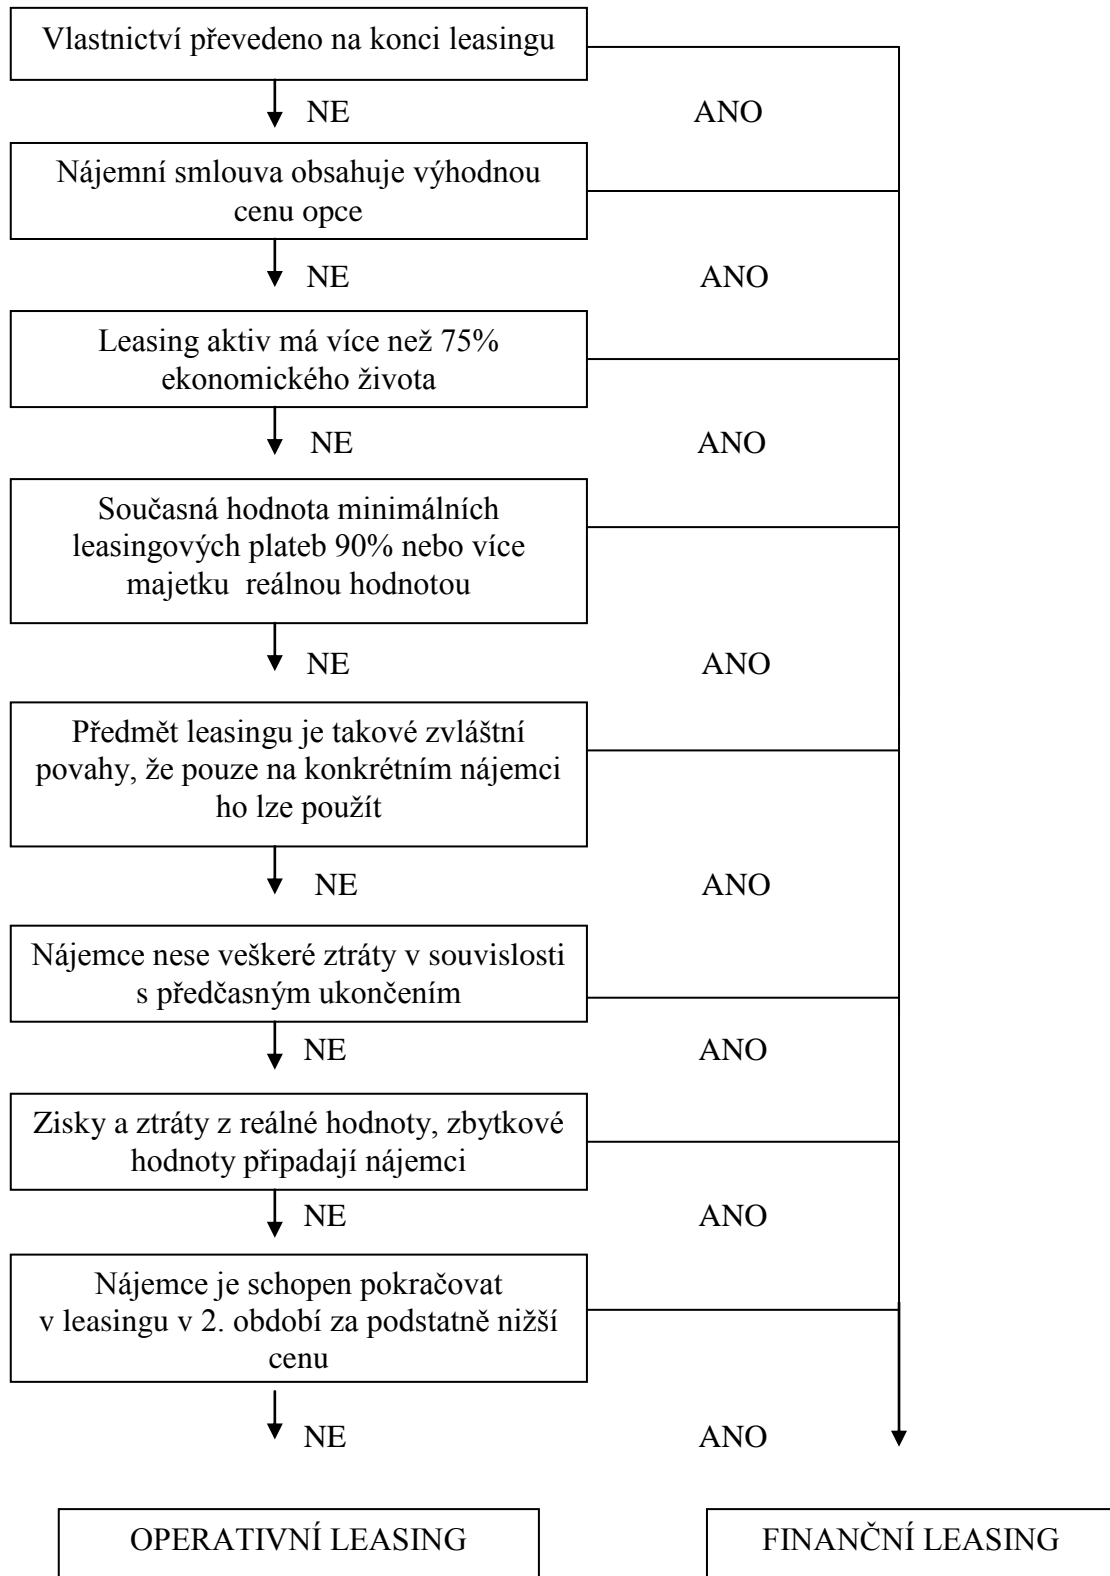 Vlastnictví převedeno na konci leasingu
NE
ANO
Nájemní smlouva obsahuje výhodnou
cenu opce
NE
ANO
Leasing aktiv má více než 75%
ekonomického života
NE
ANO
Současná hodnota minimálních
leasingových plateb 90% nebo více
majetku reálnou hodnotou
NE
ANO
Předmět leasingu je takové zvláštní
povahy, že pouze na konkrétním nájemci
ho lze použít
NE
ANO
Nájemce nese veškeré ztráty v souvislosti
s předčasným ukončením
NE
ANO
Zisky a ztráty z reálné hodnoty, zbytkové
hodnoty připadají nájemci
NE
ANO
Nájemce je schopen pokračovat
v leasingu v 2. období za podstatně nižší
cenu
NE
ANO
OPERATIVNÍ LEASING
FINANČNÍ LEASING